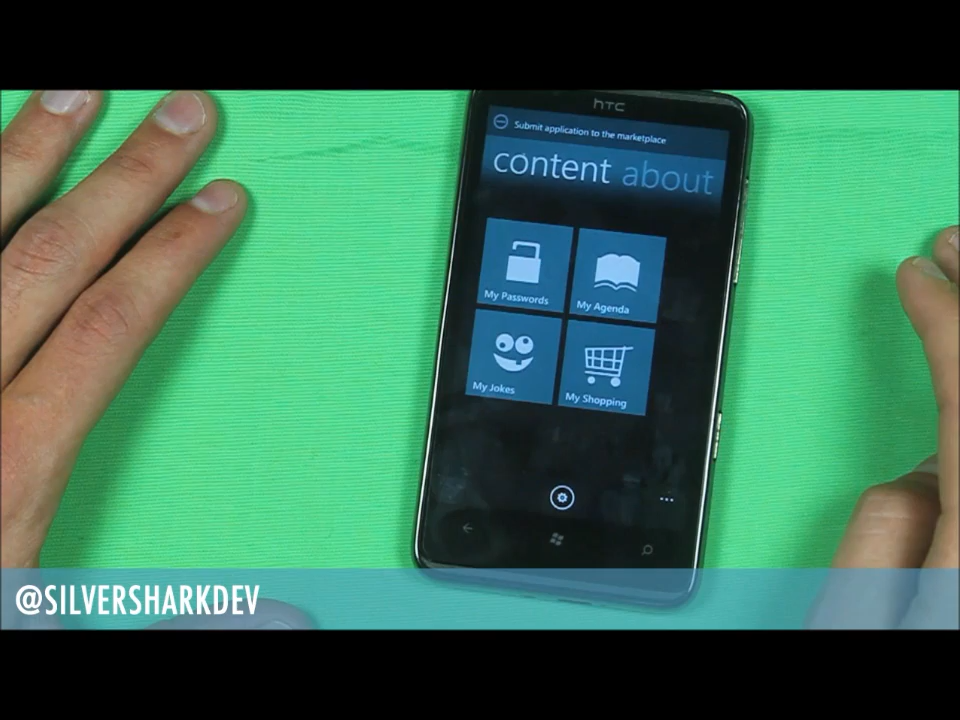 hTC
Submit application to the marketplace
content about
My Passwords
My Agenda
My Jokes
My Shopping
@SILVERSHARKDEV